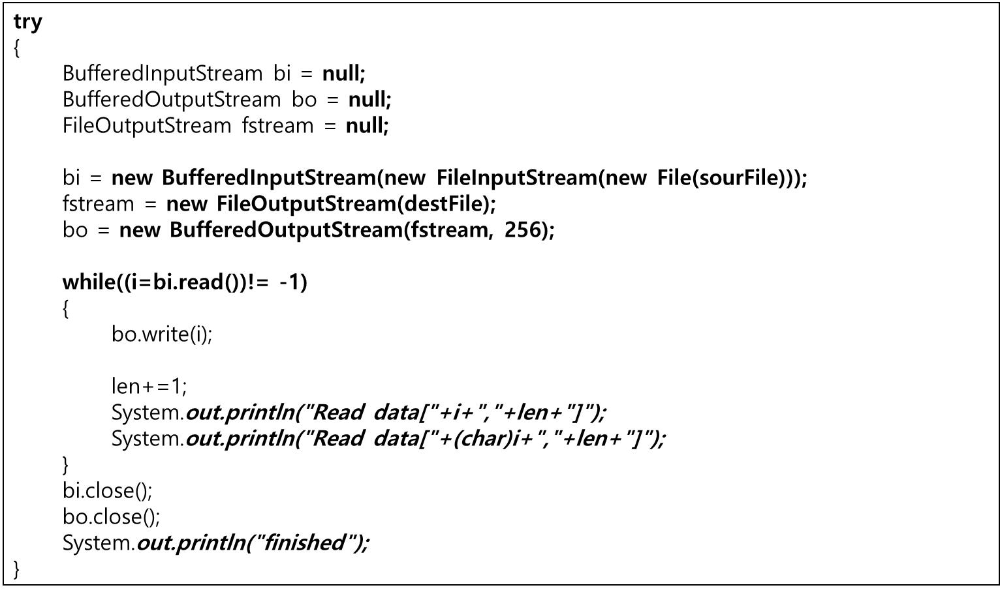 try
{
BufferedInputStream bi = null;
BufferedOutputStream bo = null;
FileOutputStream fstream = null;
bi = new BufferedInputStream(new FileInputStream(new File(sourFile)));
fstream = new FileOutputStream(destFile);
bo = new BufferedOutputStream(fstream, 256);
while((i=bi.read())!= -1)
{
bo.write(i);
len+=1;
System.out.println("Read data["+i+","+len+"]");
System.out.println("Read data["+(char)i+","+len+"]");
}
bi.close();
bo.close();
System.out.println("finished");
}